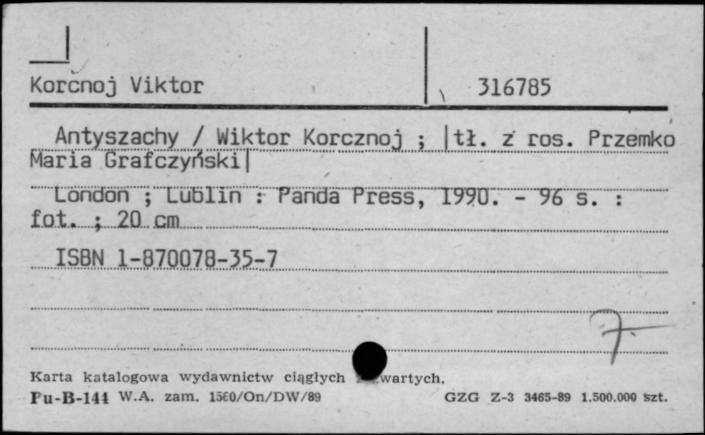 Korcnoj Viktor 316785
Antyszachy / Wiktor Korcznoj ; |tł. z ros. Przemko
Maria Grafczyński|
London ; Lublin : Panda Press, 1990. - 96 s. :
fot. ; 20 cm
ISBN 1-870078-35-7
7
Karta katalogowa wydawnictw ciągłych i zwartych.
Pu-B-144 W.A. zam. 1560/On/DW/89 GZG Z-3 3465-89 1.500.000 szt.